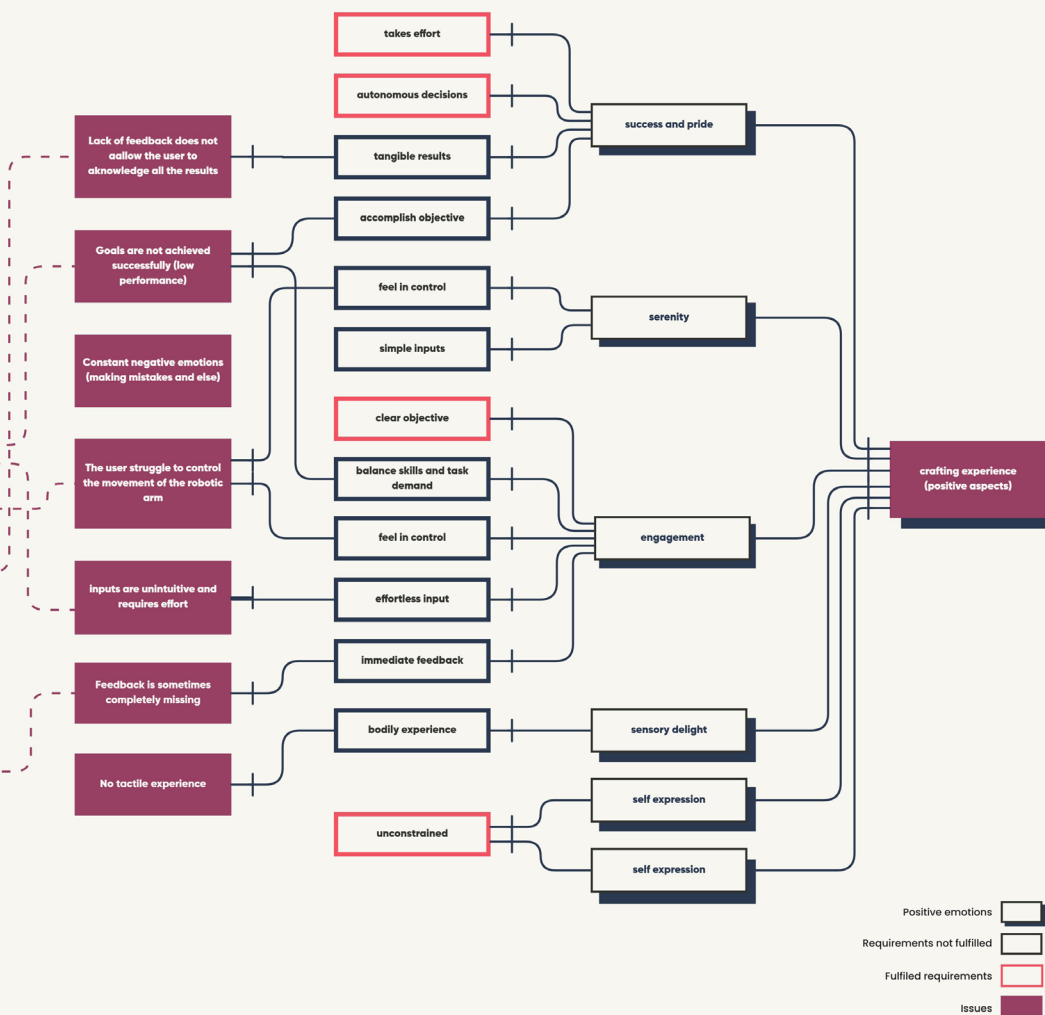 takes effort
autonomous decisions
success and pride
Lack of feedback does not
aallow the user to
aknowledge all the results
tangible results
accomplish objective
Goals are not achieved
successfully (low
performance)
feel in control
serenity
simple inputs
Constant negative emotions
(making mistakes and else)
clear objective
The user struggle to control
the movement of the robotic
arm
balance skills and task
demand
crafting experience
(positive aspects)
feel in control
engagement
inputs are unintuitive and
requires effort
effortless input
immediate feedback
Feedback is sometimes
completely missing
bodily experience
sensory delight
No tactile experience
self expression
unconstrained
self expression
Positive emotions
Requirements not fulfilled
Fulfiled requirements
Issues